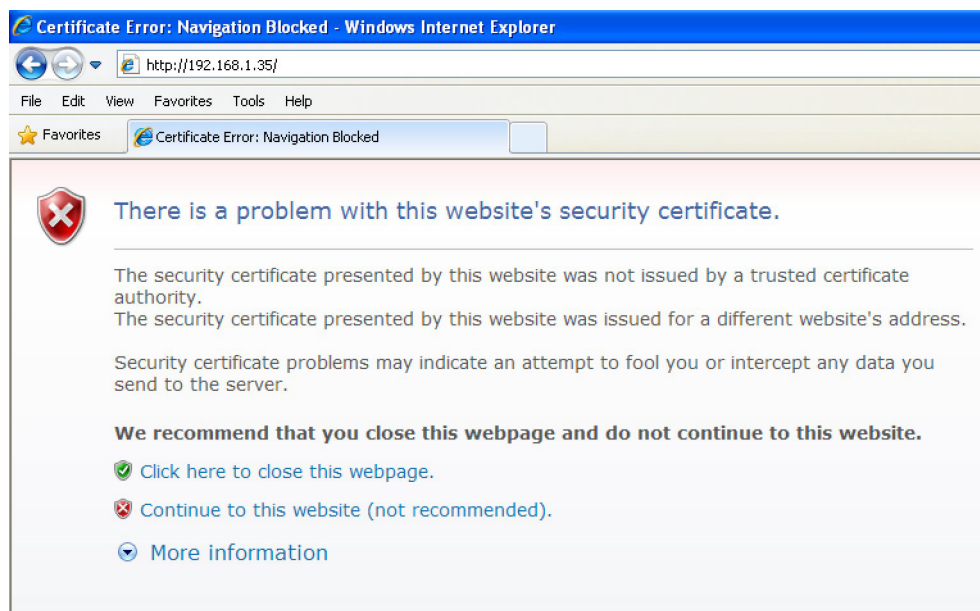 Certificate Error: Navigation Blocked - Windows Internet Explorer
http://192.168.1.35/
File Edit View Favorites Tools Help
Favorites Certificate Error: Navigation Blocked
There is a problem with this website's security certificate.
The security certificate presented by this website was not issued by a trusted certificate
authority.
The security certificate presented by this website was issued for a different website's address.
Security certificate problems may indicate an attempt to fool you or intercept any data you
send to the server.
We recommend that you close this webpage and do not continue to this website.
Click here to close this webpage.
Continue to this website (not recommended).
More information